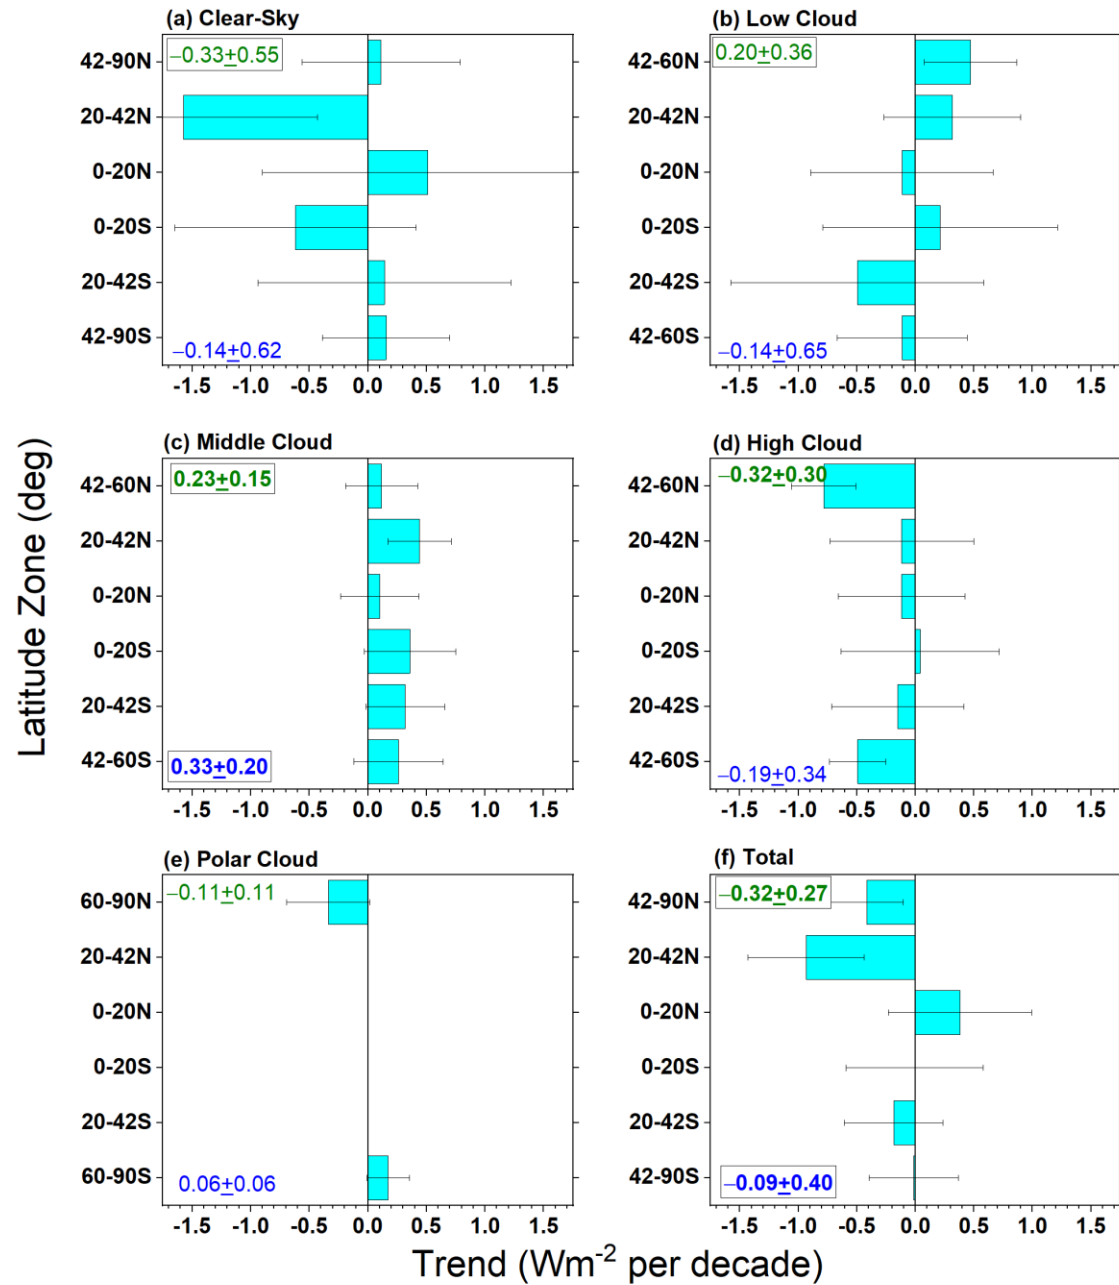 (a) Clear-Sky
−0.33±0.55
42-90N
20-42N
0-20N
0-20S
20-42S
42-90S
−0.14±0.62
-1.5 -1.0 -0.5 0.0 0.5 1.0 1.5
(b) Low Cloud
0.20±0.36
42-60N
20-42N
0-20N
0-20S
20-42S
42-60S
−0.14±0.65
-1.5 -1.0 -0.5 0.0 0.5 1.0 1.5
Latitude Zone (deg)
(c) Middle Cloud
0.23±0.15
42-60N
20-42N
0-20N
0-20S
20-42S
42-60S
0.33±0.20
-1.5 -1.0 -0.5 0.0 0.5 1.0 1.5
(d) High Cloud
−0.32±0.30
42-60N
20-42N
0-20N
0-20S
20-42S
42-60S
−0.19±0.34
-1.5 -1.0 -0.5 0.0 0.5 1.0 1.5
(e) Polar Cloud
−0.11±0.11
60-90N
20-42N
0-20N
0-20S
20-42S
60-90S
0.06±0.06
-1.5 -1.0 -0.5 0.0 0.5 1.0 1.5
(f) Total
−0.32±0.27
42-90N
20-42N
0-20N
0-20S
20-42S
42-90S
−0.09±0.40
-1.5 -1.0 -0.5 0.0 0.5 1.0 1.5
Trend (Wm⁻² per decade)